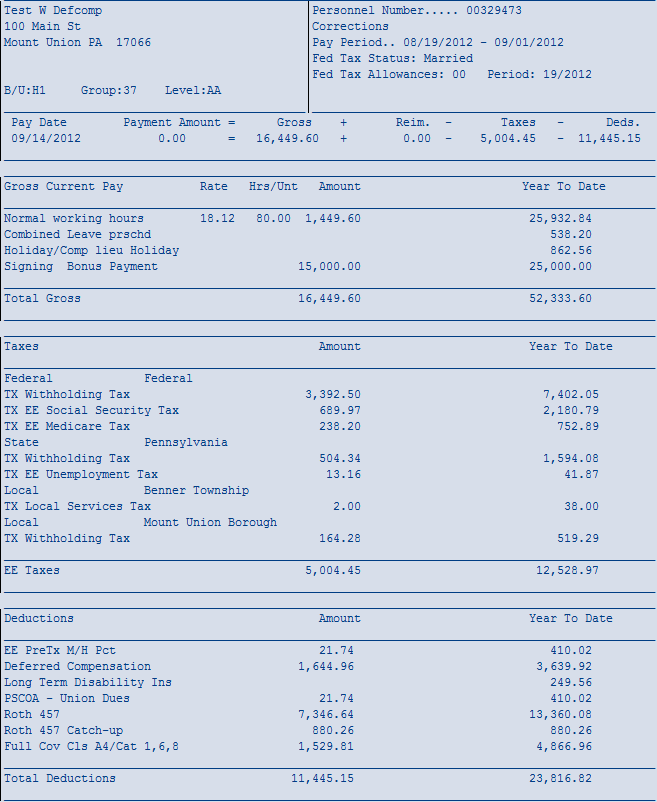 Test W Defcomp Personnel Number..... 00329473
100 Main St Corrections
Mount Union PA 17066 Pay Period.. 08/19/2012 - 09/01/2012
Fed Tax Status: Married
Fed Tax Allowances: 00 Period: 19/2012
B/U:H1 Group:37 Level:AA
Pay Date Payment Amount = Gross + Reim. - Taxes - Deds.
09/14/2012 0.00 = 16,449.60 + 0.00 - 5,004.45 - 11,445.15
Gross Current Pay Rate Hrs/Unt Amount Year To Date
Normal working hours 18.12 80.00 1,449.60 25,932.84
Combined Leave prschd 538.20
Holiday/Comp lieu Holiday 862.56
Signing Bonus Payment 15,000.00 25,000.00
Total Gross 16,449.60 52,333.60
Taxes Amount Year To Date
Federal Federal
TX Withholding Tax 3,392.50 7,402.05
TX EE Social Security Tax 689.97 2,180.79
TX EE Medicare Tax 238.20 752.89
State Pennsylvania
TX Withholding Tax 504.34 1,594.08
TX EE Unemployment Tax 13.16 41.87
Local Benner Township
TX Local Services Tax 2.00 38.00
Local Mount Union Borough
TX Withholding Tax 164.28 519.29
EE Taxes 5,004.45 12,528.97
Deductions Amount Year To Date
EE PreTx M/H Pct 21.74 410.02
Deferred Compensation 1,644.96 3,639.92
Long Term Disability Ins 249.56
PSCOA - Union Dues 21.74 410.02
Roth 457 7,346.64 13,360.08
Roth 457 Catch-up 880.26 880.26
Full Cov Cls A4/Cat 1,6,8 1,529.81 4,866.96
Total Deductions 11,445.15 23,816.82